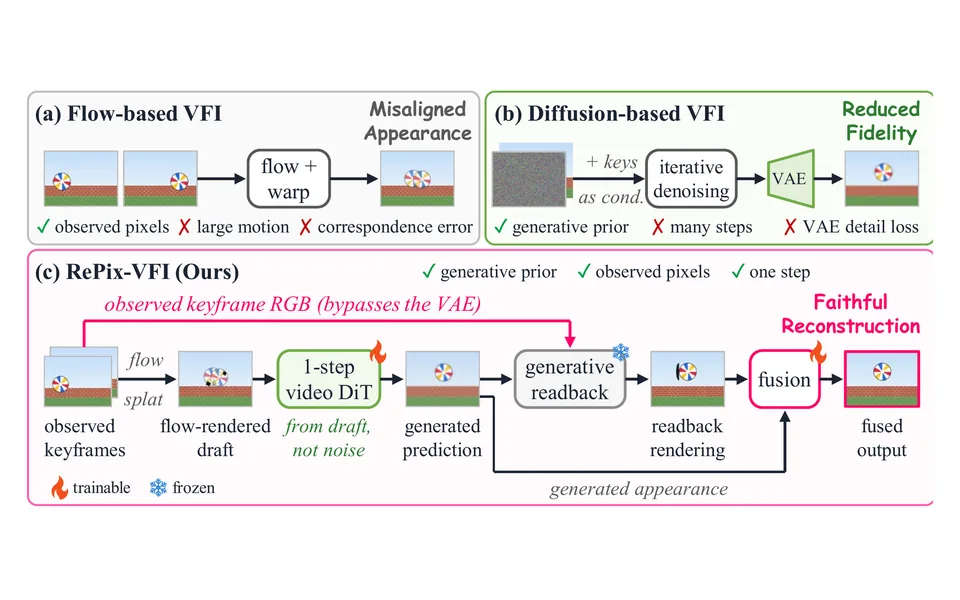 (a) Flow-based VFI
Misaligned
Appearance
flow +
warp
✓ observed pixels ✗ large motion ✗ correspondence error
(b) Diffusion-based VFI
Reduced
Fidelity
+ keys
as cond.
iterative
denoising
VAE
✓ generative prior ✗ many steps ✗ VAE detail loss
(c) RePix-VFI (Ours)
✓ generative prior ✓ observed pixels ✓ one step
observed keyframe RGB (bypasses the VAE)
Faithful
Reconstruction
flow
splat
1-step
video DiT
generative
readback
fusion
observed
keyframes
flow-rendered
draft
from draft,
not noise
generated
prediction
readback
rendering
fused
output
trainable
frozen
generated appearance